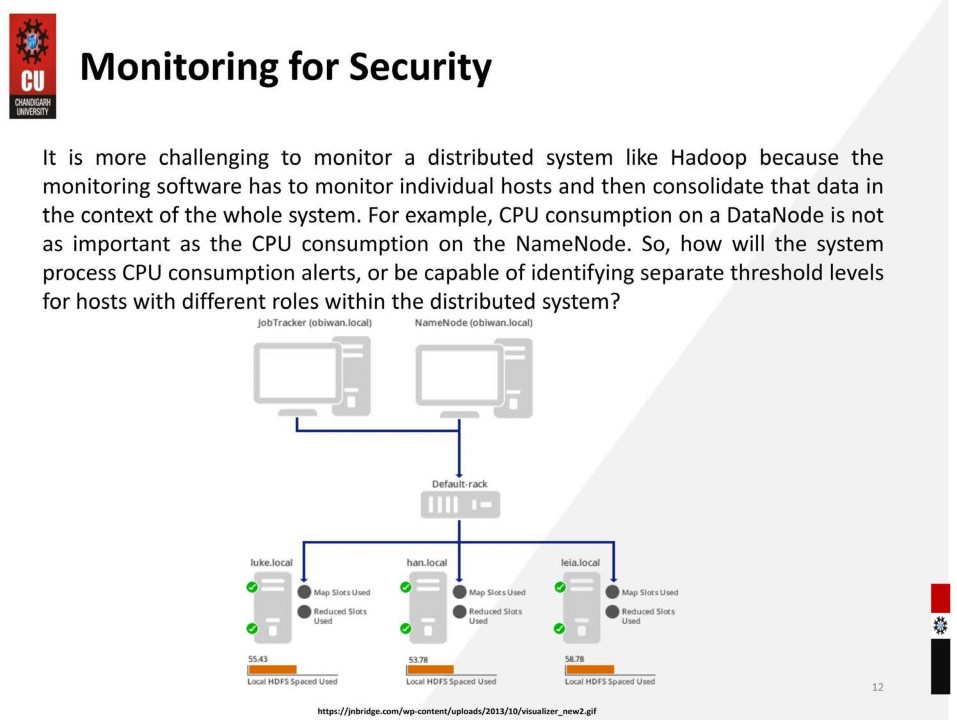 CU
CHANDIGARH
UNIVERSITY
Monitoring for Security
It is more challenging to monitor a distributed system like Hadoop because the
monitoring software has to monitor individual hosts and then consolidate that data in
the context of the whole system. For example, CPU consumption on a DataNode is not
as important as the CPU consumption on the NameNode. So, how will the system
process CPU consumption alerts, or be capable of identifying separate threshold levels
for hosts with different roles within the distributed system?
JobTracker (obiwan.local)
NameNode (obiwan.local)
Default-rack
luke.local
Map Slots Used
Reduced Slots
Used
55.43
Local HDFS Spaced Used
han.local
Map Slots Used
Reduced Slots
Used
53.78
Local HDFS Spaced Used
leia.local
Map Slots Used
Reduced Slots
Used
58.78
Local HDFS Spaced Used
12
https://jnbridge.com/wp-content/uploads/2013/10/visualizer_new2.gif